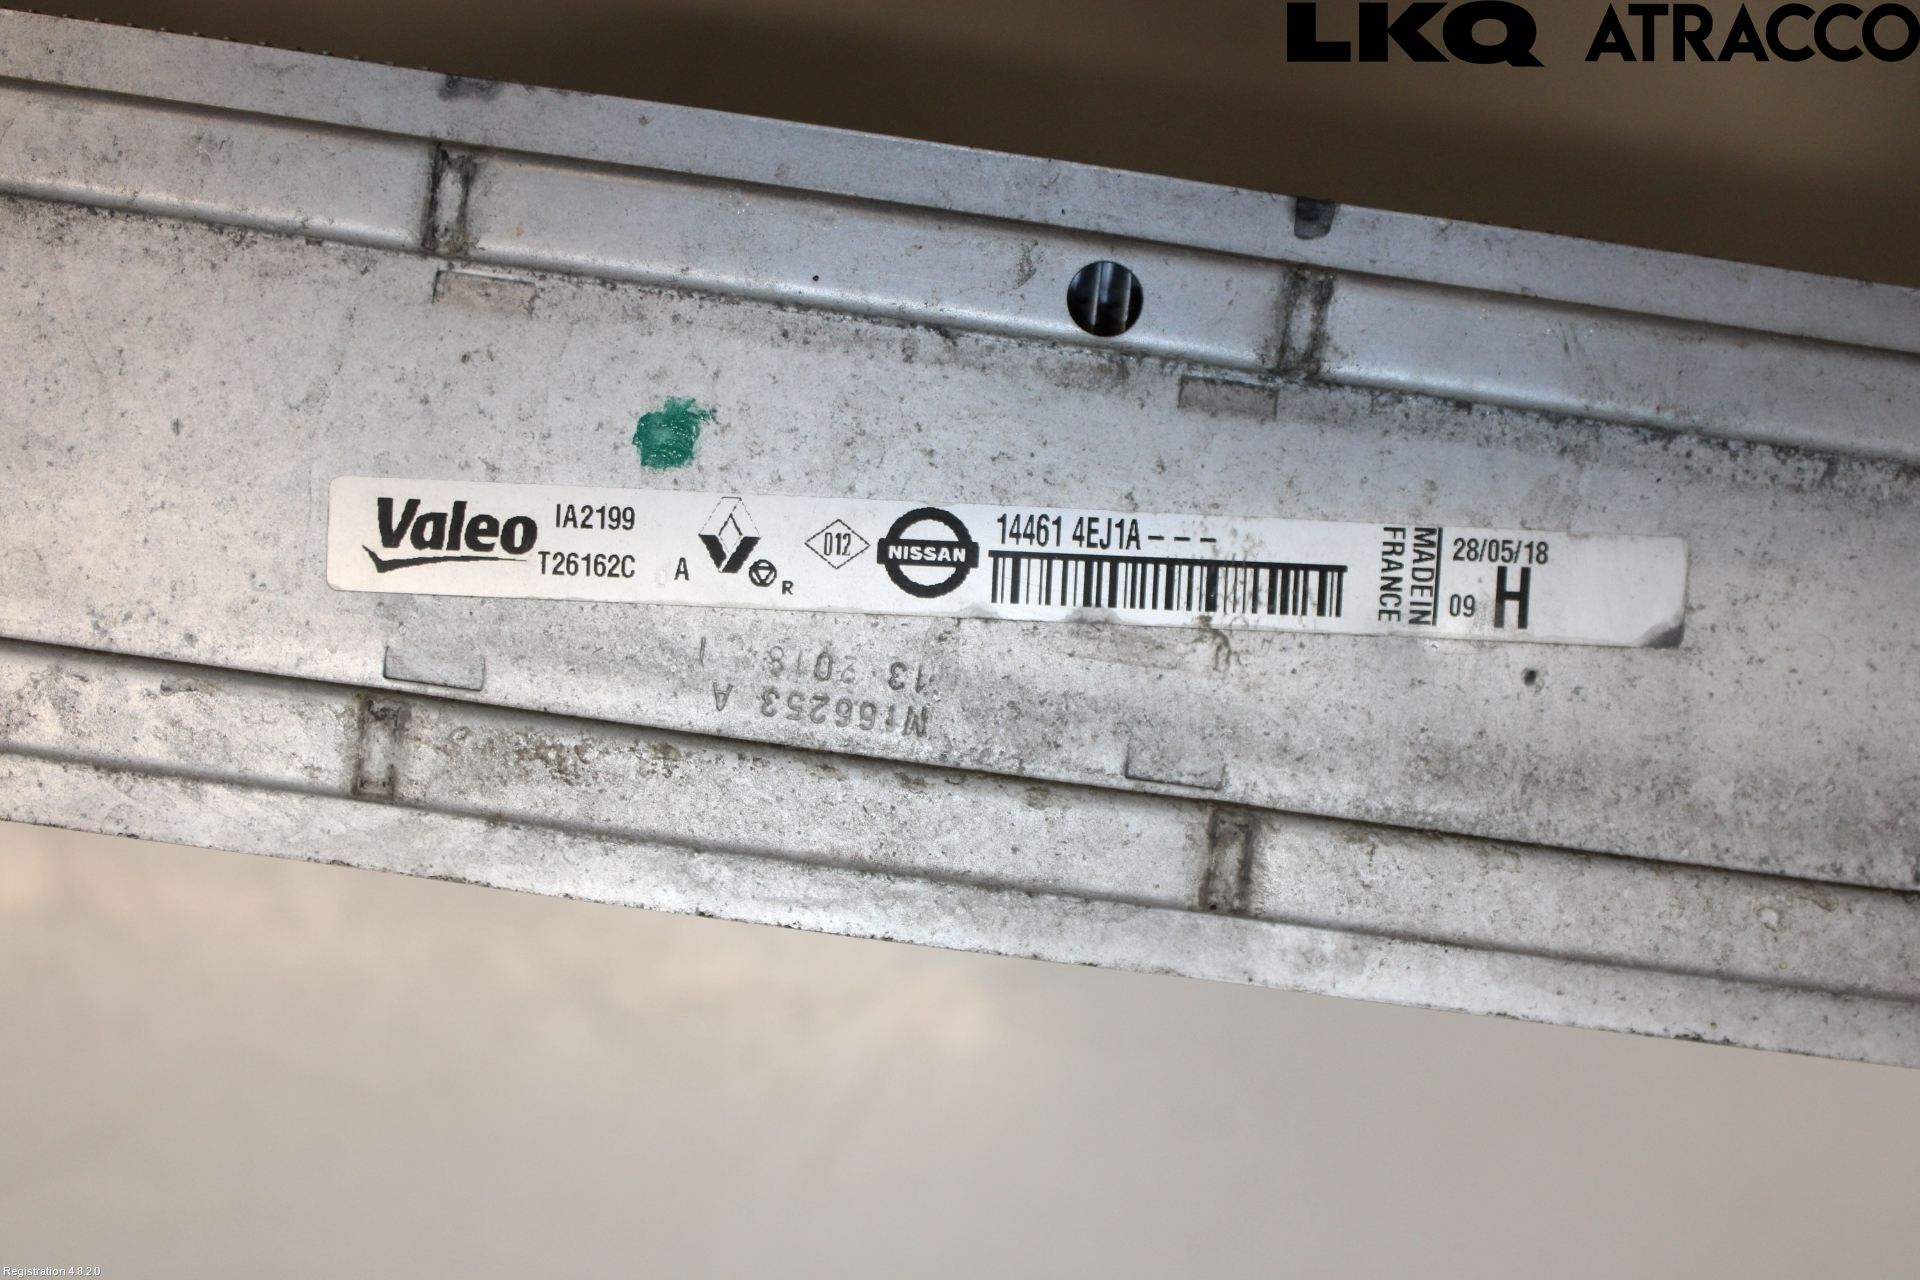 LKQ ATRACCO
Valeo
IA2199
T26162C
A
R
012
NISSAN
14461 4EJ1A---
MADE IN
FRANCE
28/05/18
09 H
13 2018 1
N166253 A
Registration 4.8.2.0